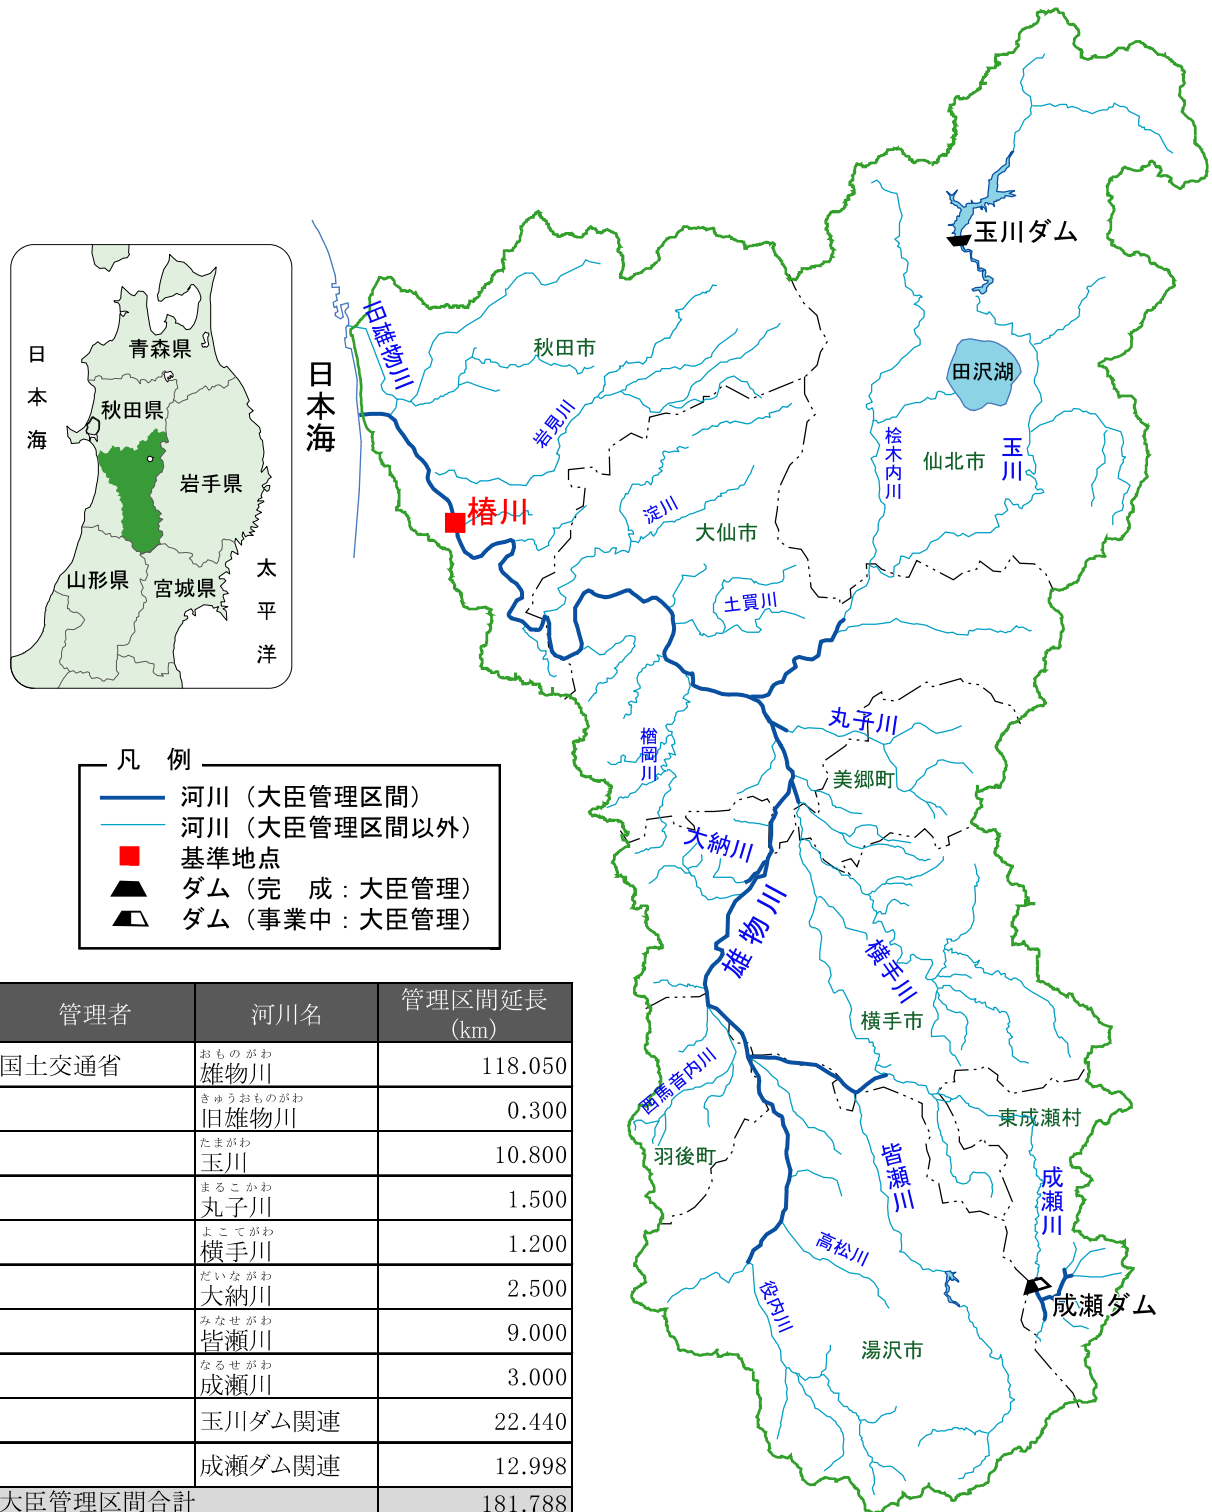 玉川ダム
旧雄物川
秋田市
田沢湖
日本海
岩見川
桧木内川
仙北市
玉川
椿川
淀川
大仙市
土買川
丸子川
楢岡川
美郷町
大納川
雄物川
横手川
横手市
西馬音内川
羽後町
東成瀬村
皆瀬川
成瀬川
高松川
役内川
成瀬ダム
湯沢市
青森県
日本海
秋田県
岩手県
山形県
宮城県
太平洋
凡 例
河川（大臣管理区間）
河川（大臣管理区間以外）
基準地点
ダム（完 成：大臣管理）
ダム（事業中：大臣管理）
管理者 河川名 管理区間延長
(km)
おものがわ
国土交通省 雄物川 118.050
きゅうおものがわ
旧雄物川 0.300
たまがわ
玉川 10.800
まるこかわ
丸子川 1.500
よこてがわ
横手川 1.200
だいながわ
大納川 2.500
みなせがわ
皆瀬川 9.000
なるせがわ
成瀬川 3.000
玉川ダム関連 22.440
成瀬ダム関連 12.998
大臣管理区間合計 181.788